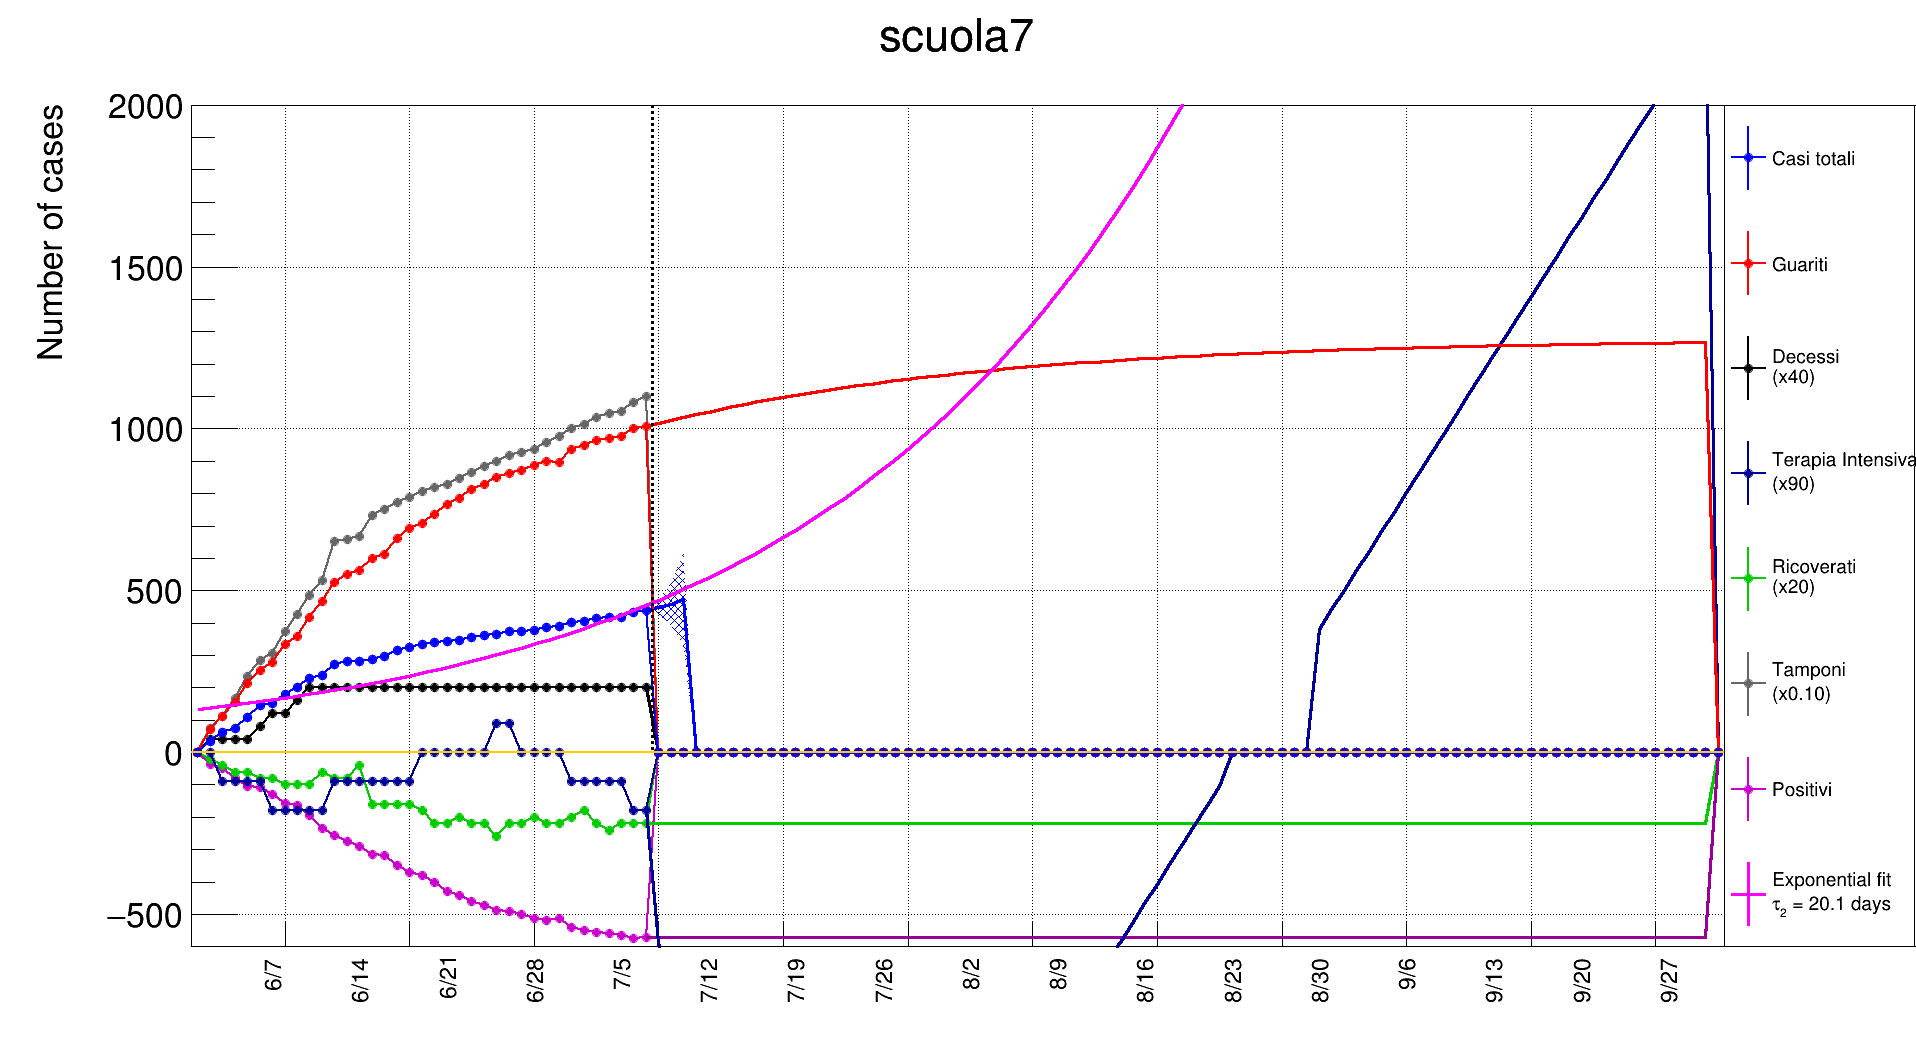 scuola7
Number of cases
2000
1500
1000
500
0
−500
6/7
6/14
6/21
6/28
7/5
7/12
7/19
7/26
8/2
8/9
8/16
8/23
8/30
9/6
9/13
9/20
9/27
Casi totali
Guariti
Decessi
(x40)
Terapia Intensiva
(x90)
Ricoverati
(x20)
Tamponi
(x0.10)
Positivi
Exponential fit
τ2 = 20.1 days